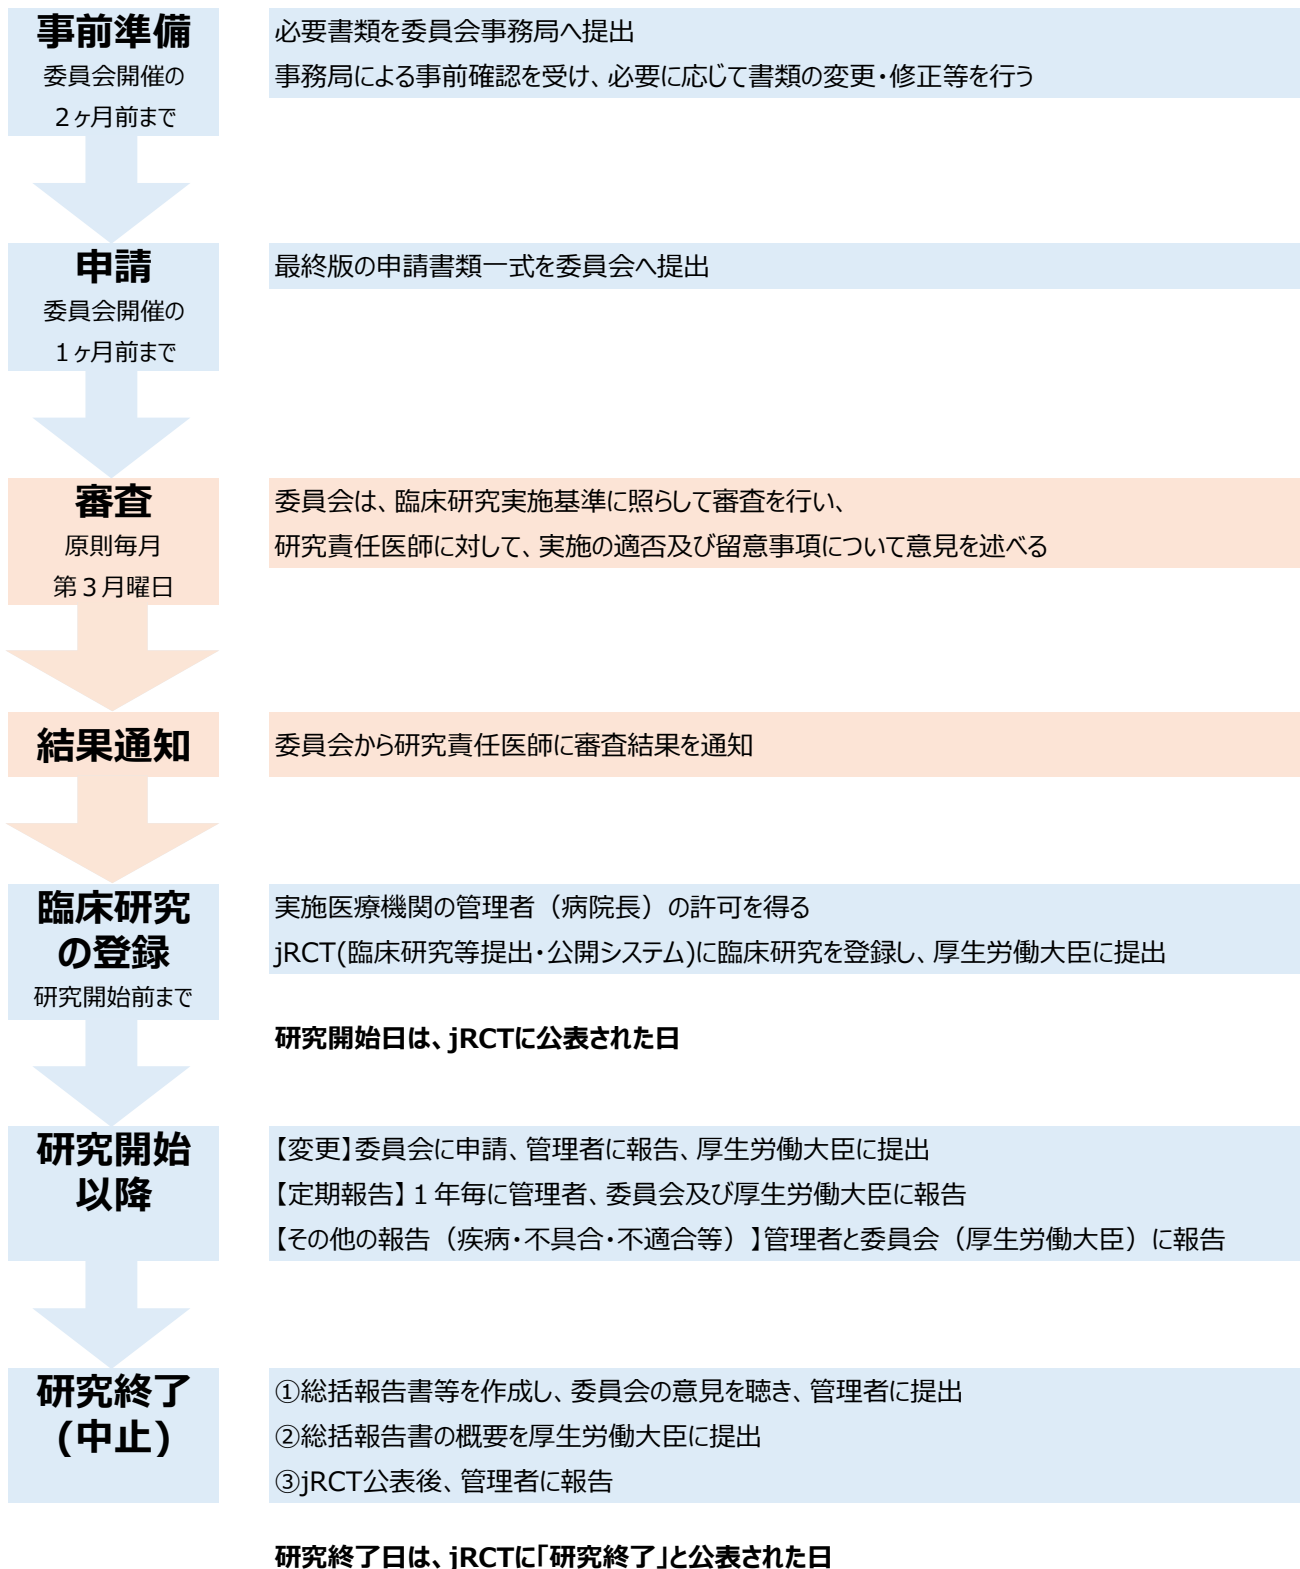 事前準備
委員会開催の
2ヶ月前まで
必要書類を委員会事務局へ提出
事務局による事前確認を受け、必要に応じて書類の変更・修正等を行う
申請
委員会開催の
1ヶ月前まで
最終版の申請書類一式を委員会へ提出
審査
原則毎月
第3月曜日
委員会は、臨床研究実施基準に照らして審査を行い、
研究責任医師に対して、実施の適否及び留意事項について意見を述べる
結果通知
委員会から研究責任医師に審査結果を通知
臨床研究
の登録
研究開始前まで
実施医療機関の管理者（病院長）の許可を得る
jRCT(臨床研究等提出・公開システム)に臨床研究を登録し、厚生労働大臣に提出
研究開始日は、jRCTに公表された日
研究開始
以降
【変更】委員会に申請、管理者に報告、厚生労働大臣に提出
【定期報告】1年毎に管理者、委員会及び厚生労働大臣に報告
【その他の報告（疾病・不具合・不適合等）】管理者と委員会（厚生労働大臣）に報告
研究終了
(中止)
①総括報告書等を作成し、委員会の意見を聴き、管理者に提出
②総括報告書の概要を厚生労働大臣に提出
③jRCT公表後、管理者に報告
研究終了日は、jRCTに「研究終了」と公表された日